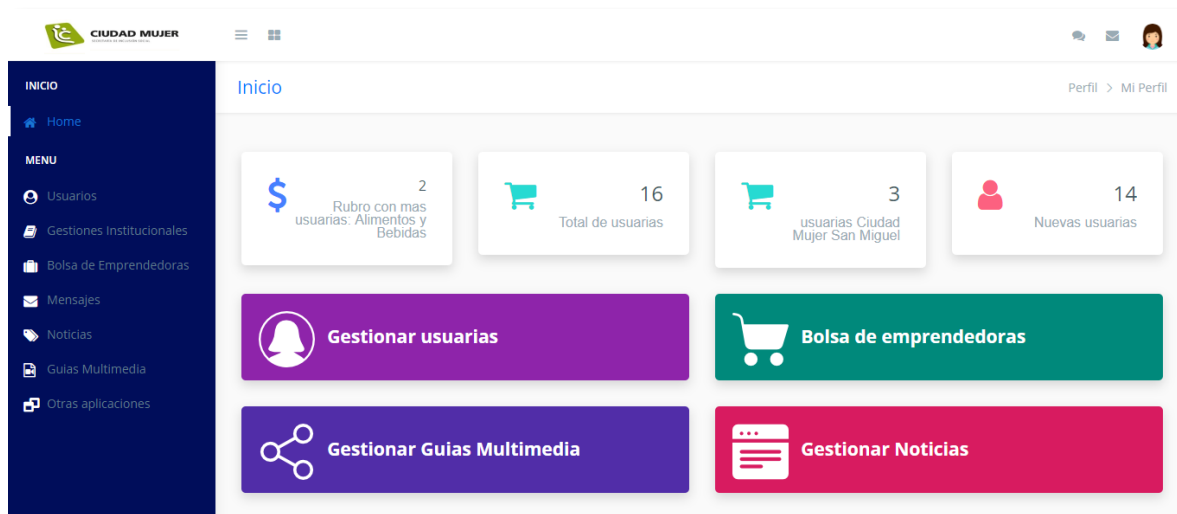 CIUDAD MUJER
INICIO
Home
MENU
Usuarios
Gestiones Institucionales
Bolsa de Emprendedoras
Mensajes
Noticias
Guias Multimedia
Otras aplicaciones
Inicio
Perfil > Mi Perfil
2
Rubro con mas
usuarias: Alimentos y
Bebidas
16
Total de usuarias
3
usuarias Ciudad
Mujer San Miguel
14
Nuevas usuarias
Gestionar usuarias
Bolsa de emprendedoras
Gestionar Guias Multimedia
Gestionar Noticias